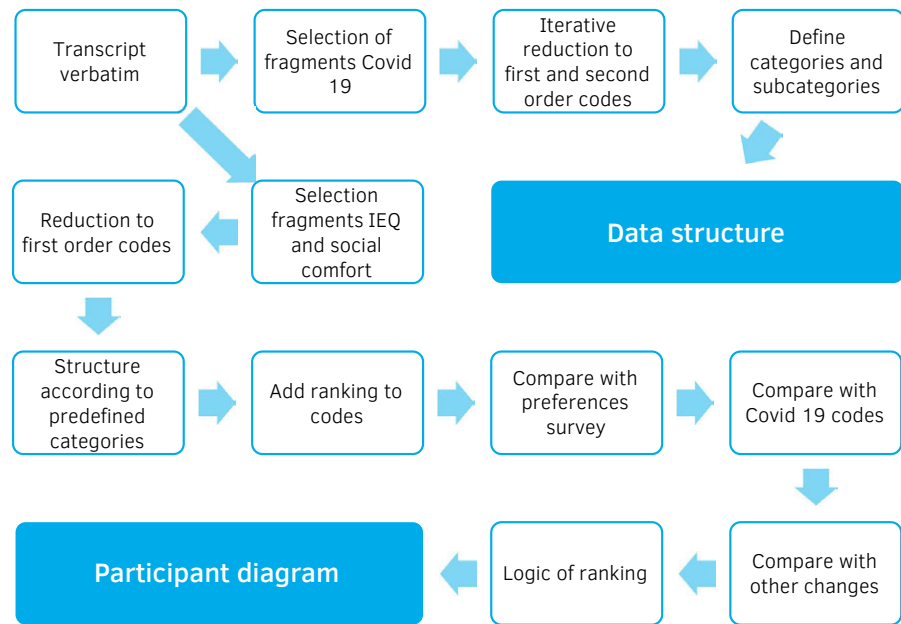 Transcript
verbatim
Selection of
fragments Covid
19
Iterative
reduction to
first and second
order codes
Define
categories and
subcategories
Reduction to
first order codes
Selection
fragments IEQ
and social
comfort
Data structure
Structure
according to
predefined
categories
Add ranking to
codes
Compare with
preferences
survey
Compare with
Covid 19 codes
Participant diagram
Logic of ranking
Compare with
other changes